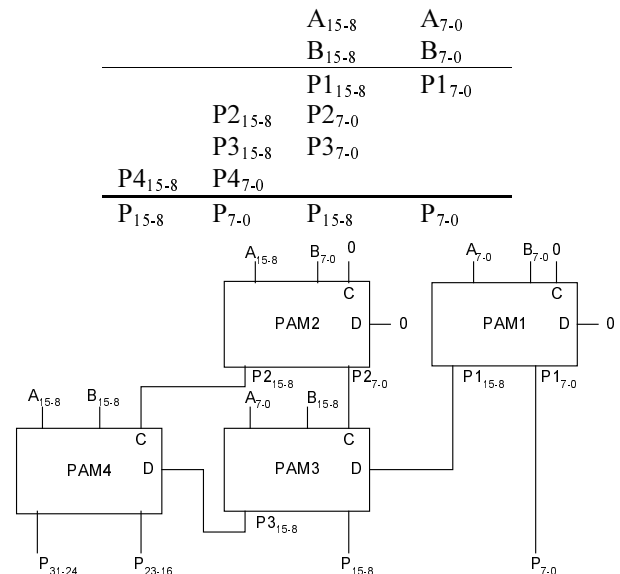 A15-8 A7-0
B15-8 B7-0
P115-8 P17-0
P215-8 P27-0
P315-8 P37-0
P415-8 P47-0
P15-8 P7-0 P15-8 P7-0
A15-8 B7-0 0 A7-0 B7-0 0
C C
PAM2 D 0 PAM1 D 0
P215-8 P27-0 P115-8 P17-0
A15-8 B15-8 A7-0 B15-8
C C
PAM4 D PAM3 D
P315-8
P31-24 P23-16 P15-8 P7-0